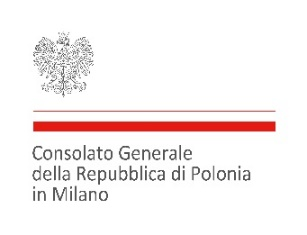 Consolato Generale
della Repubblica di Polonia
in Milano